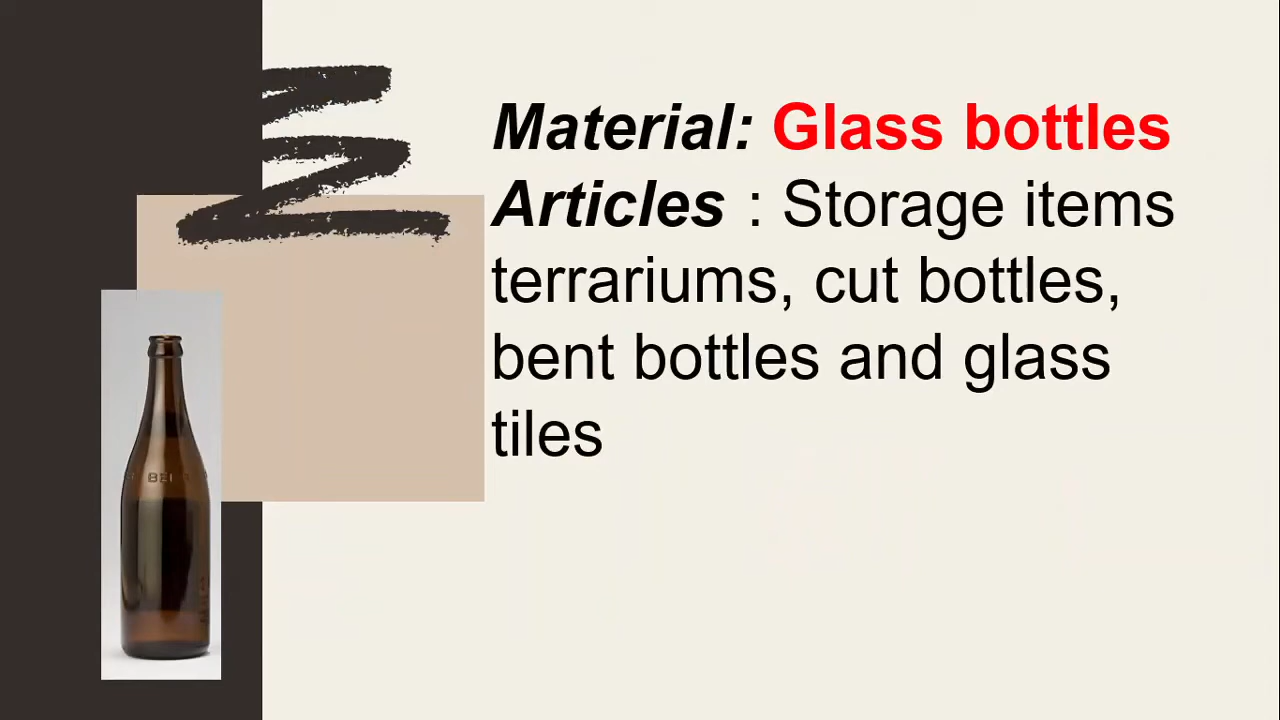 Material: Glass bottles
Articles : Storage items
terrariums, cut bottles,
bent bottles and glass
tiles